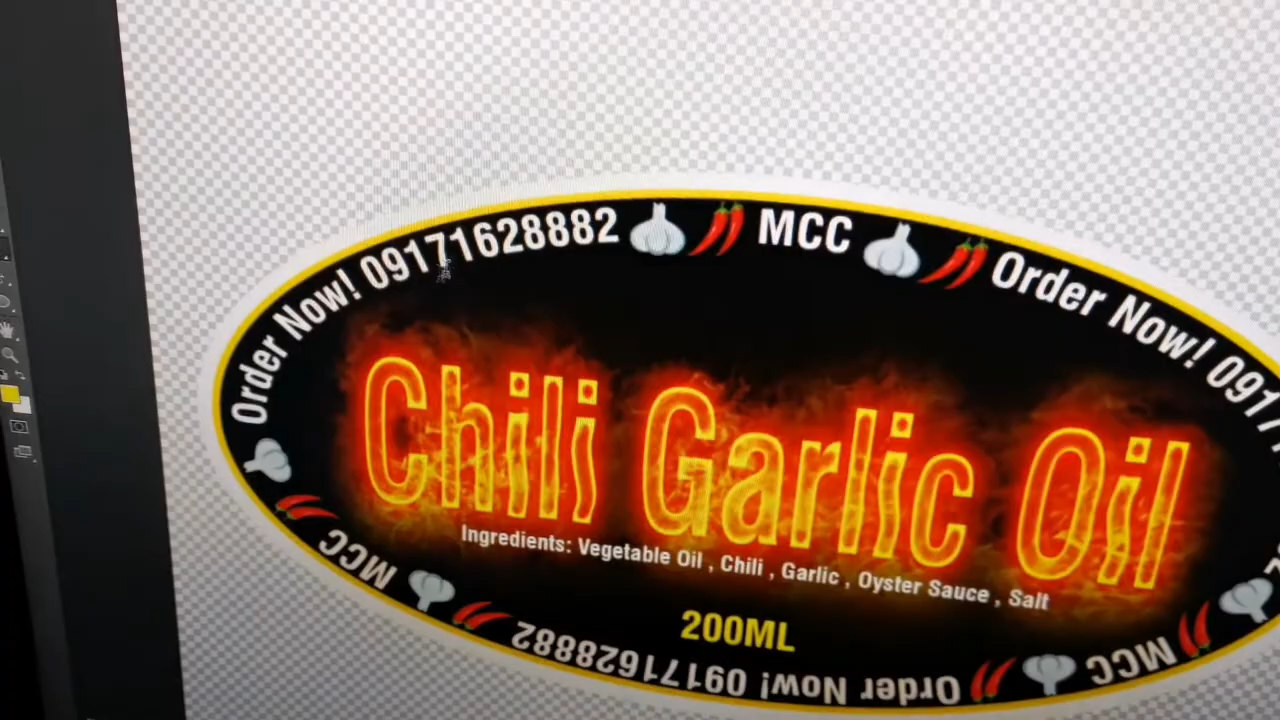 Order Now! 09171628882 MCC Order Now! 0917
Chili Garlic Oil
Ingredients: Vegetable Oil , Chili , Garlic , Oyster Sauce , Salt
200ML
MCC Order Now! 09171628882 MCC